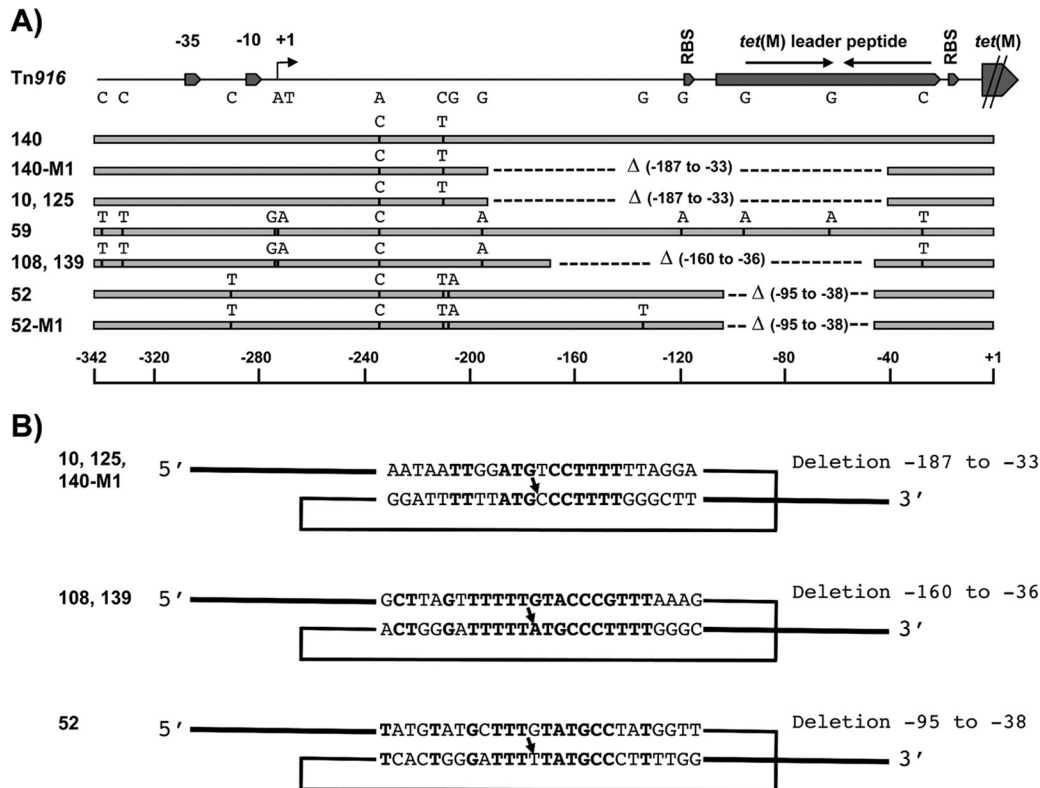 A)
-35 -10 +1 RBS tet(M) leader peptide RBS tet(M)
Tn916
C C C AT A CG G G G G G C
C T
140
C T
140-M1 Δ (-187 to -33)
C T
10, 125 Δ (-187 to -33)
T T GA C A A A A T
59
T T GA C A T
108, 139 Δ (-160 to -36)
T C TA
52 Δ (-95 to -38)
T C TA T
52-M1 Δ (-95 to -38)
-342 -320 -280 -240 -200 -160 -120 -80 -40 +1
B)
10, 125, 140-M1
5′ AATAATTGGATGTCCTTTTTTAGGA Deletion -187 to -33
GGATTTTTTATGCCCTTTTGGGCTT 3′
108, 139 5′ GCTTAGTTTTTTGTACCCGTTTAAAG Deletion -160 to -36
ACTGGGATTTTTATGCCCTTTTGGGC 3′
52 5′ TATGTATGCTTTGTATGCCTATGGTT Deletion -95 to -38
TCACTGGGATTTTTATGCCCTTTTGG 3′